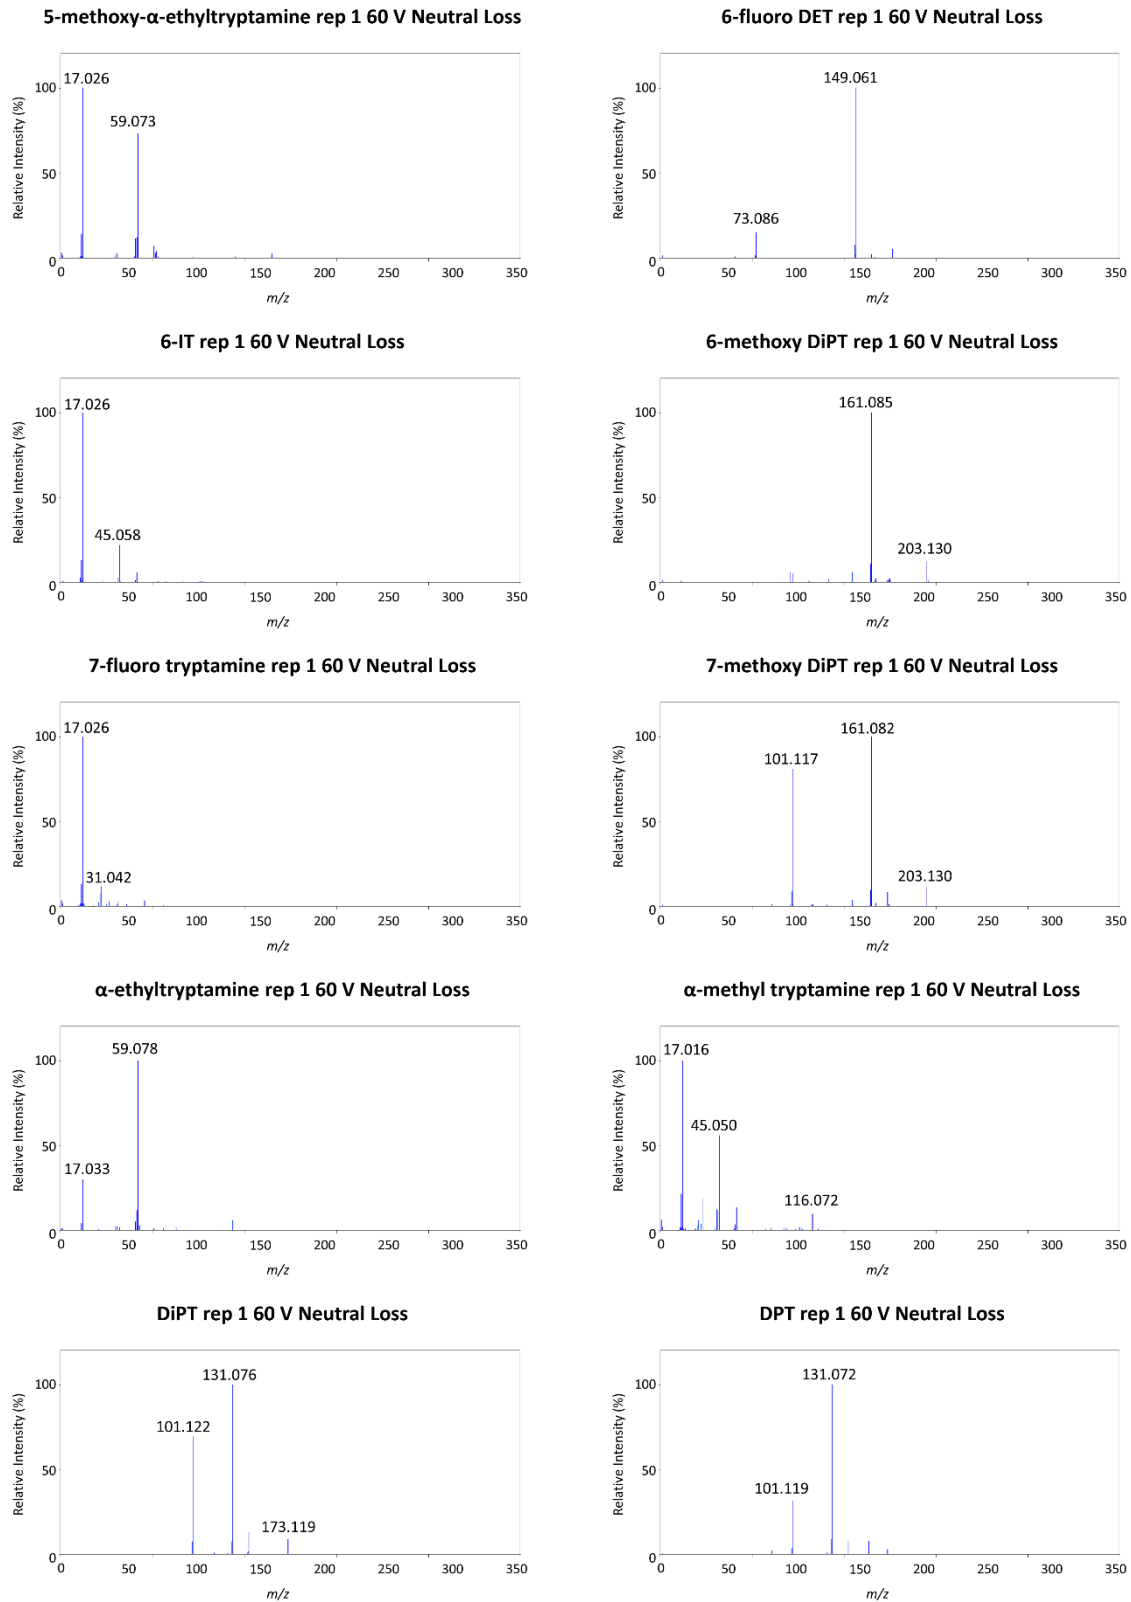 5-methoxy-α-ethyltryptamine rep 1 60 V Neutral Loss
Relative Intensity (%)
100
50
0
17.026
59.073
0 50 100 150 200 250 300 350
m/z
6-fluoro DET rep 1 60 V Neutral Loss
Relative Intensity (%)
100
50
0
149.061
73.086
0 50 100 150 200 250 300 350
m/z
6-IT rep 1 60 V Neutral Loss
Relative Intensity (%)
100
50
0
17.026
45.058
0 50 100 150 200 250 300 350
m/z
6-methoxy DiPT rep 1 60 V Neutral Loss
Relative Intensity (%)
100
50
0
161.085
203.130
0 50 100 150 200 250 300 350
m/z
7-fluoro tryptamine rep 1 60 V Neutral Loss
Relative Intensity (%)
100
50
0
17.026
31.042
0 50 100 150 200 250 300 350
m/z
7-methoxy DiPT rep 1 60 V Neutral Loss
Relative Intensity (%)
100
50
0
161.082
101.117
203.130
0 50 100 150 200 250 300 350
m/z
α-ethyltryptamine rep 1 60 V Neutral Loss
Relative Intensity (%)
100
50
0
59.078
17.033
0 50 100 150 200 250 300 350
m/z
α-methyl tryptamine rep 1 60 V Neutral Loss
Relative Intensity (%)
100
50
0
17.016
45.050
116.072
0 50 100 150 200 250 300 350
m/z
DiPT rep 1 60 V Neutral Loss
Relative Intensity (%)
100
50
0
131.076
101.122
173.119
0 50 100 150 200 250 300 350
m/z
DPT rep 1 60 V Neutral Loss
Relative Intensity (%)
100
50
0
131.072
101.119
0 50 100 150 200 250 300 350
m/z